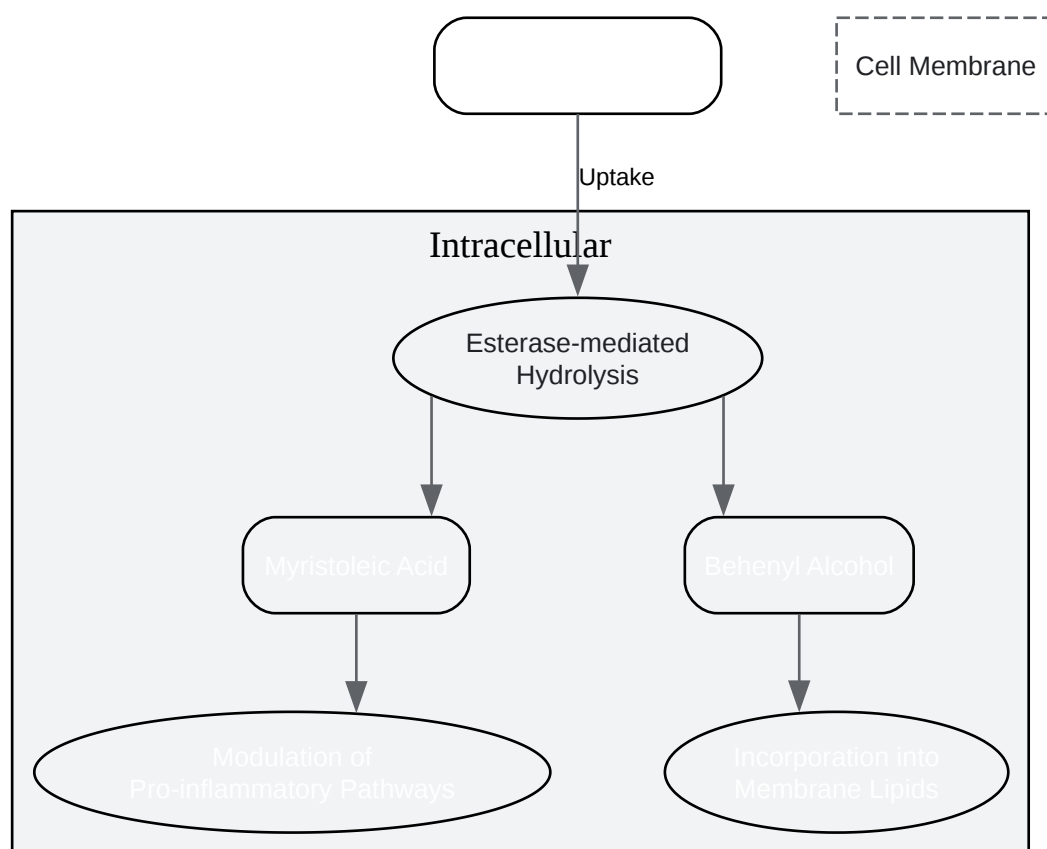 Cell Membrane
Uptake
Intracellular
Esterase-mediated
Hydrolysis
Myristoleic Acid
Behenyl Alcohol
Modulation of
Pro-inflammatory Pathways
Incorporation into
Membrane Lipids